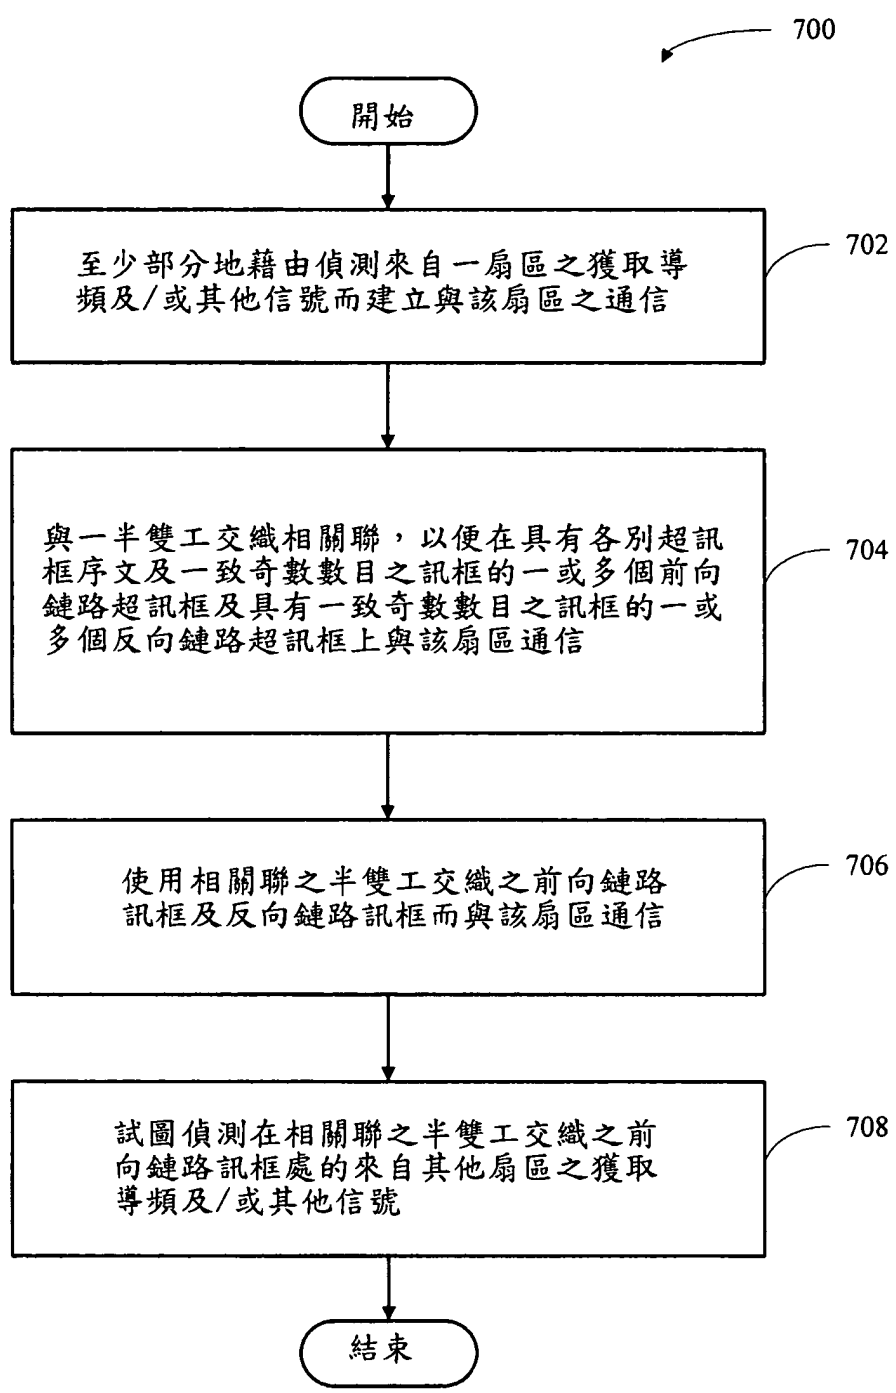 700
開始
至少部分地藉由偵測來自一扇區之獲取導
頻及/或其他信號而建立與該扇區之通信
702
與一半雙工交織相關聯，以便在具有各別超訊
框序文及一致奇數數目之訊框的一或多個前向
鏈路超訊框及具有一致奇數數目之訊框的一或
多個反向鏈路超訊框上與該扇區通信
704
使用相關聯之半雙工交織之前向鏈路
訊框及反向鏈路訊框而與該扇區通信
706
試圖偵測在相關聯之半雙工交織之前
向鏈路訊框處的來自其他扇區之獲取
導頻及/或其他信號
708
結束